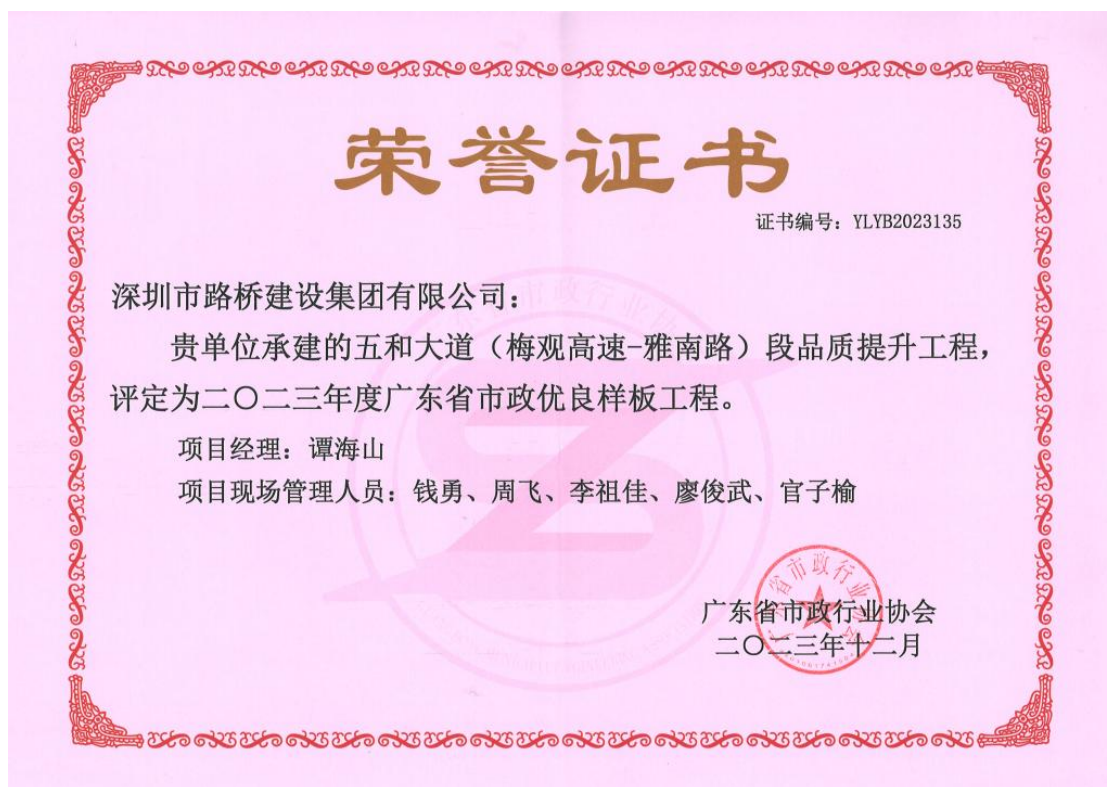 荣誉证书
证书编号：YLYB2023135
深圳市路桥建设集团有限公司：
贵单位承建的五和大道（梅观高速-雅南路）段品质提升工程，
评定为二〇二三年度广东省市政优良样板工程。
项目经理：谭海山
项目现场管理人员：钱勇、周飞、李祖佳、廖俊武、官子榆
广东省市政行业协会
二〇二三年十二月